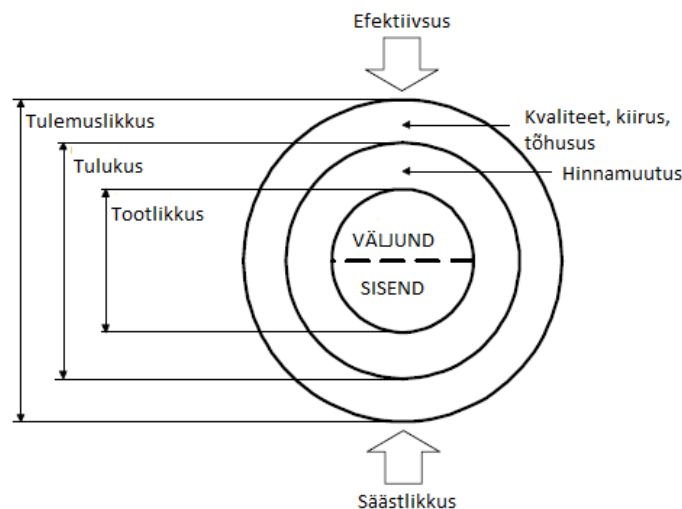 Efektiivsus
Tulemuslikkus
Kvaliteet, kiirus,
tõhusus
Tulukus
Hinnamuutus
Tootlikkus
VÄLJUND
SISEND
Säästlikkus